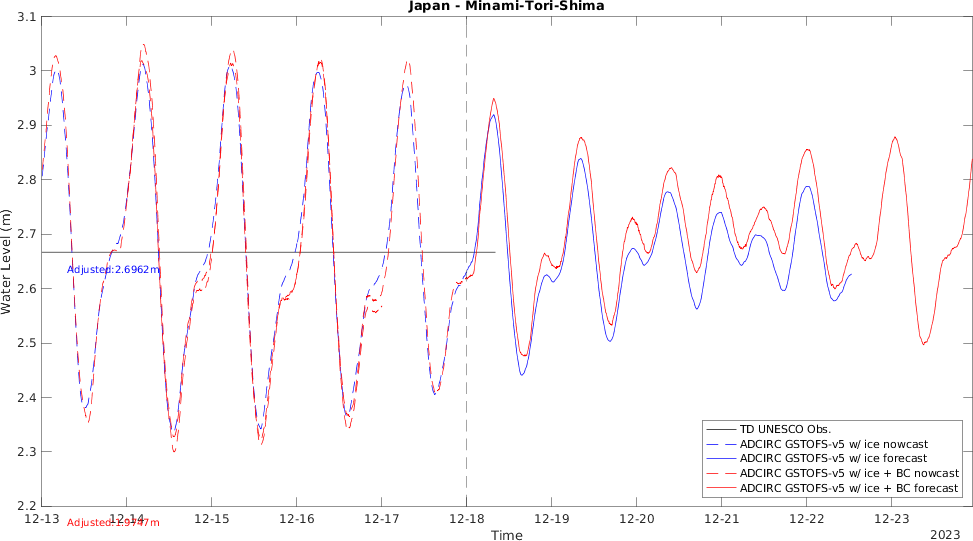 Japan - Minami-Tori-Shima
3.1
3
2.9
2.8
2.7
2.6
2.5
2.4
2.3
2.2
Water Level (m)
Adjusted:2.6962m
TD UNESCO Obs.
ADCIRC GSTOFS-v5 w/ ice nowcast
ADCIRC GSTOFS-v5 w/ ice forecast
ADCIRC GSTOFS-v5 w/ ice + BC nowcast
ADCIRC GSTOFS-v5 w/ ice + BC forecast
12-13 12-14 12-15 12-16 12-17 12-18 12-19 12-20 12-21 12-22 12-23
Adjusted:1.9747m
Time
2023